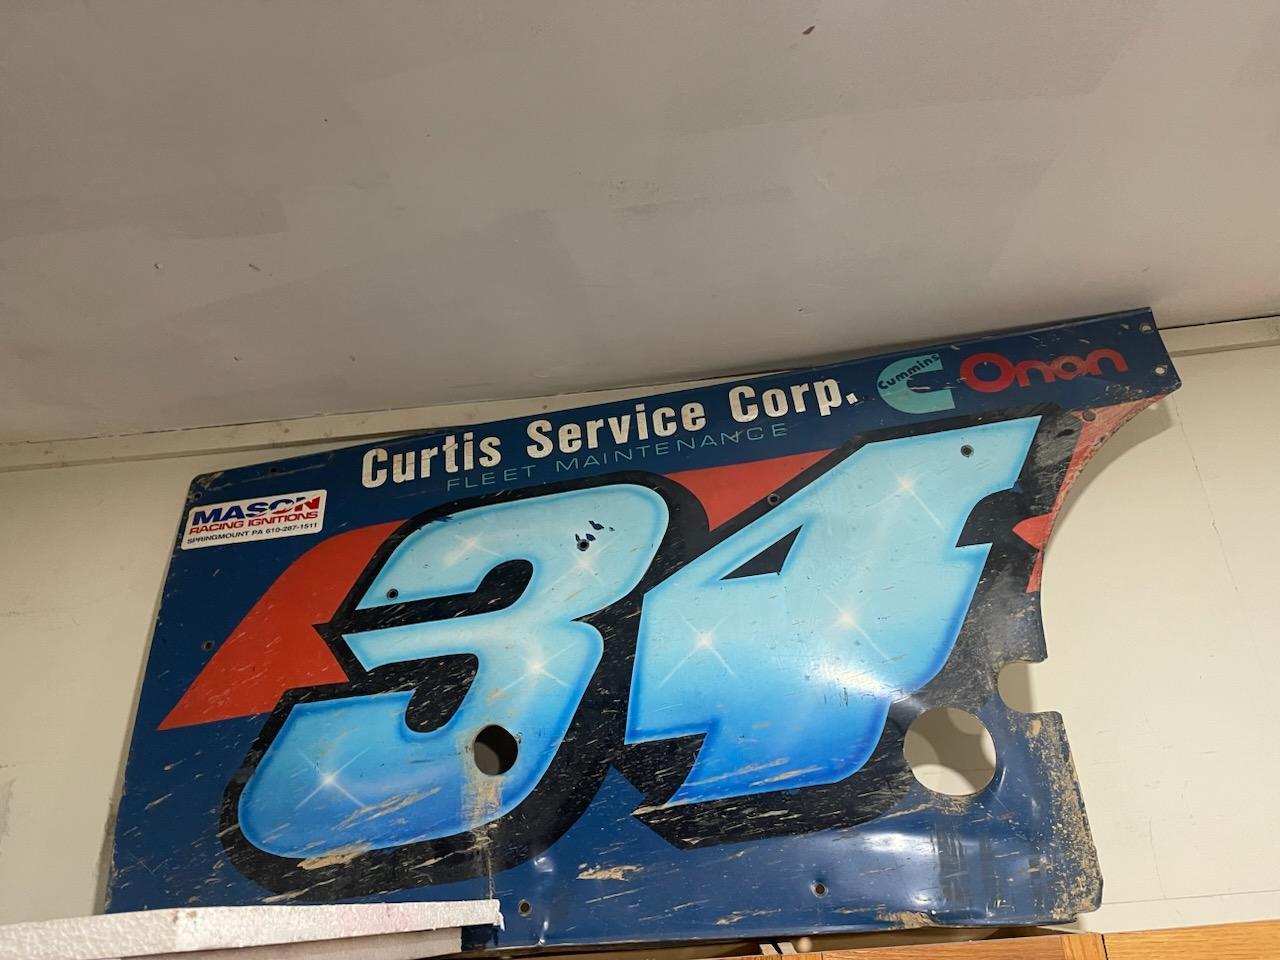 Curtis Service Corp.
FLEET MAINTENANCE
Cummins
Onan
MASON
RACING IGNITIONS
SPRINGMOUNT PA 610-287-1511
34